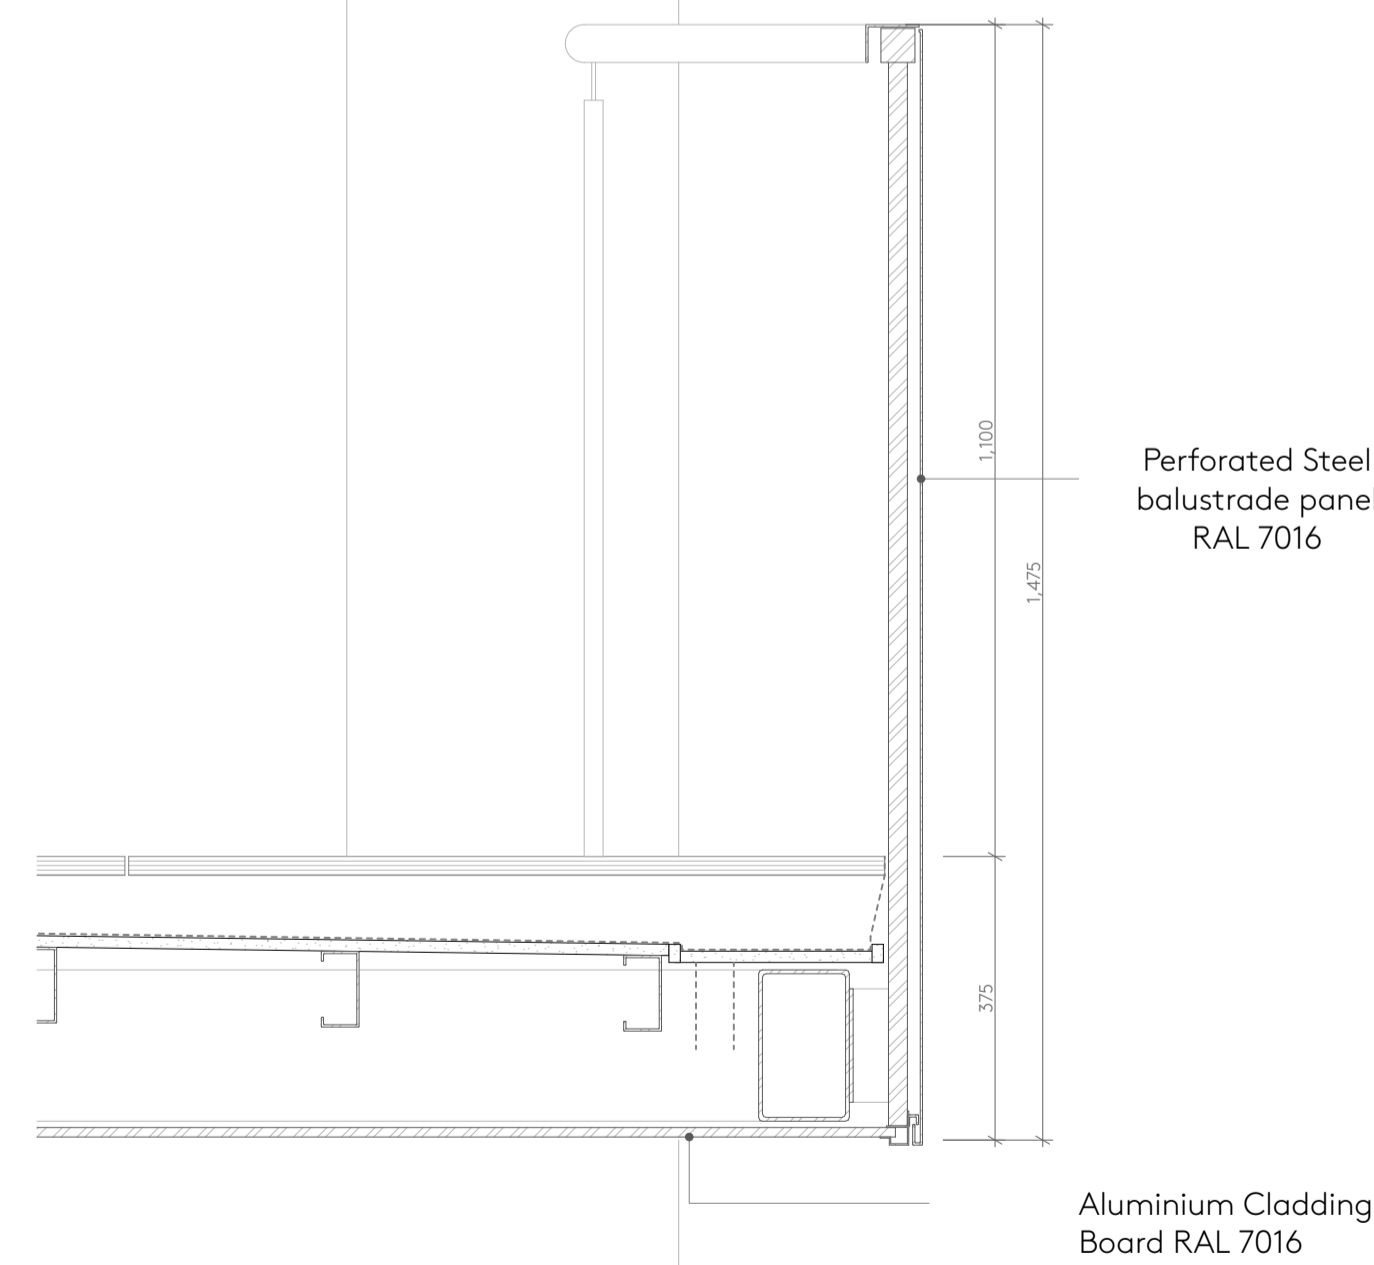 1,100
Perforated Steel
balustrade panel
RAL 7016
1,475
375
Aluminium Cladding
Board RAL 7016